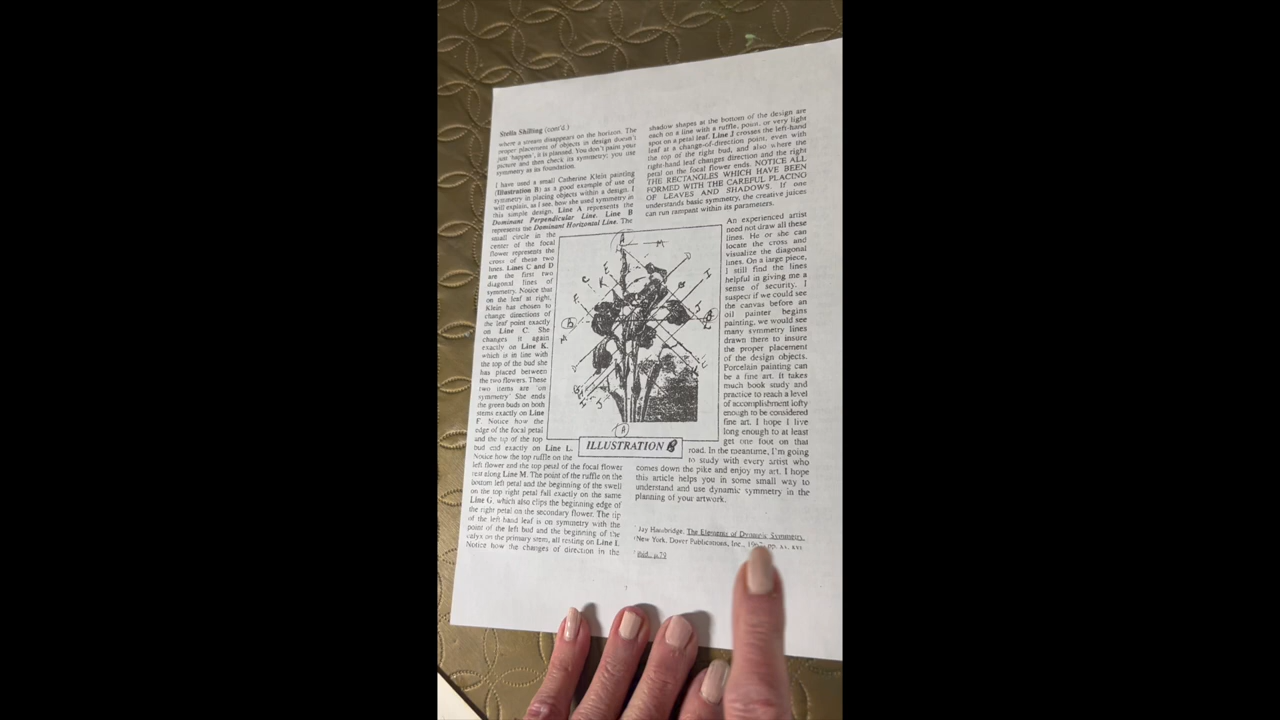 Stella Shilling (con'd.)
where a stream disappears on the horizon. The
proper placements of objects in design doesn't
just 'happen', it is planned. You don't paint your
picture and then check its symmetry; you use
symmetry as its foundation.
I have used a small Catherine Klein painting
(Illustration B) as a good example of use of
symmetry in placing objects within a design. I
will explain, as I see, how she used symmetry in
this simple design. Line A represents the
Dominant Perpendicular Line. Line B
represents the Dominant Horizontal Line. The
small circle in the
center of the focal
flower represents the
cross of these two
lines. Lines C and D
are the first two
diagonal lines of
symmetry. Notice that
on the leaf at right,
Klein has chosen to
change directions of
the leaf point exactly
on Line C. She
changes it again
exactly on Line K,
which is in line with
the top of the bud she
has placed between
the two flowers. These
two items are 'on
symmetry' She ends
the green buds on both
stems exactly on Line
F. Notice how the
edge of the focal petal
and the tip of the top
bud end exactly on Line L.
Notice how the top ruffle on the
left flower and the top petal of the focal flower
rest along Line M. The point of the ruffle on the
bottom left petal and the beginning of the swell
on the top right petal fall exactly on the same
Line G, which also clips the beginning edge of
the right petal on the secondary flower. The tip
of the left hand leaf is on symmetry with the
point of the left bud and the beginning of the
calyx on the primary stem, all resting on Line I.
Notice how the changes of direction in the
shadow shapes at the bottom of the design are
each on a line with a ruffle, point, or very light
spot on a petal leaf. Line J crosses the left-hand
leaf at a change-of-direction point, even with
the top of the right bud, and also where the
right-hand leaf changes direction and the right
petal on the focal flower ends. NOTICE ALL
THE RECTANGLES WHICH HAVE BEEN
FORMED WITH THE CAREFUL PLACING
OF LEAVES AND SHADOWS. If one
understands basic symmetry, the creative juices
can run rampant within its parameters.
An experienced artist
need not draw all these
lines. He or she can
locate the cross and
visualize the diagonal
lines. On a large piece,
I still find the lines
helpful in giving me a
sense of security. I
suspect if we could see
the canvas before an
oil painter begins
painting, we would see
many symmetry lines
drawn there to insure
the proper placement
of the design objects.
Porcelain painting can
be a fine art. It takes
much book study and
practice to reach a level
of accomplishment lofty
enough to be considered
fine art. I hope I live
long enough to at least
get one foot on that
road. In the meantime, I'm going
to study with every artist who
comes down the pike and enjoy my art. I hope
this article helps you in some small way to
understand and use dynamic symmetry in the
planning of your artwork.
A
M
E
C
K
F
B
M
D
I
J
B
L
C
K
I
J
A
ILLUSTRATION B
Jay Hambridge. The Elements of Dynamic Symmetry.
New York. Dover Publications, Inc., pp.
Ibid., p.79